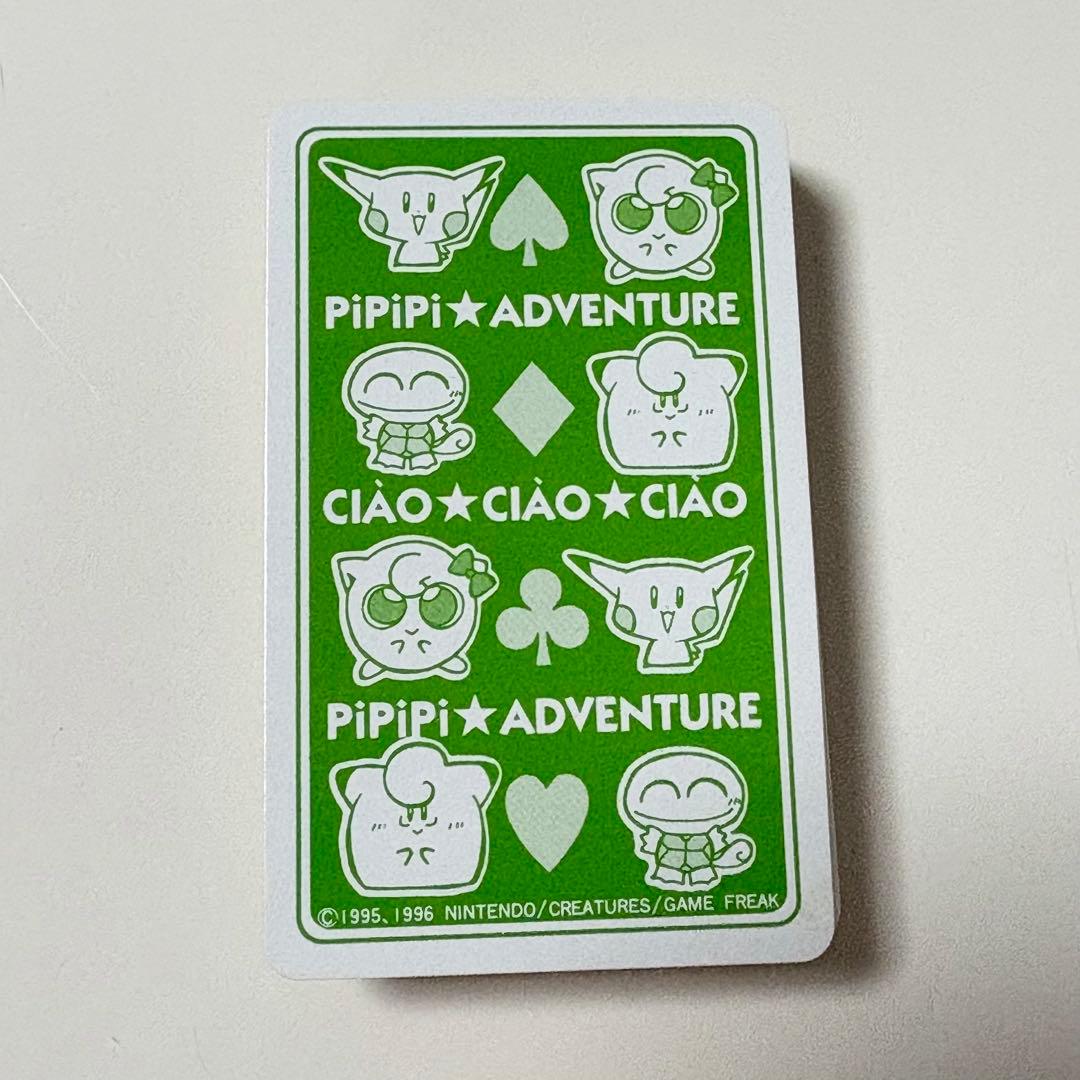 PiPiPi★ADVENTURE
CIÀO★CIÀO★CIÀO
PiPiPi★ADVENTURE
©1995、1996 NINTENDO/CREATURES/GAME FREAK